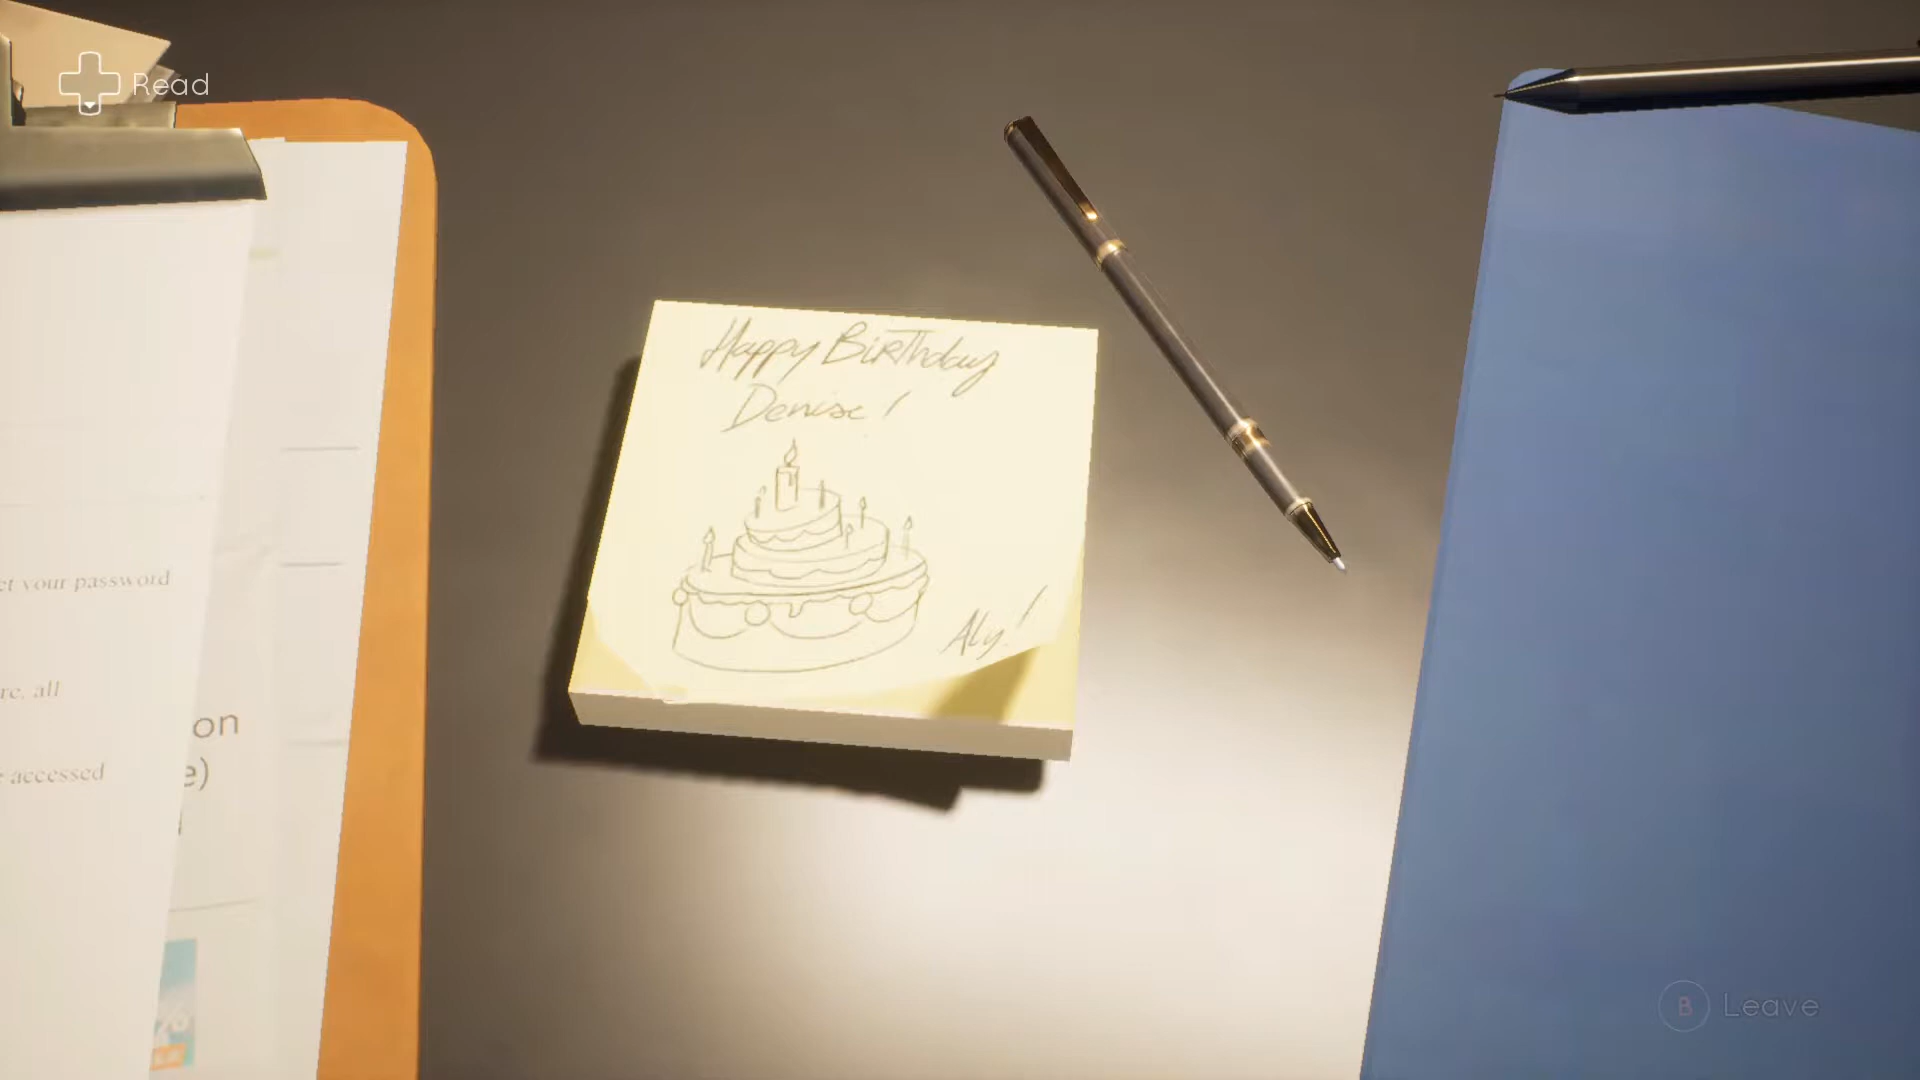 Read
Happy Birthday
Denise!
Aly!
et your password
re, all
accessed
on
e)
Leave
B